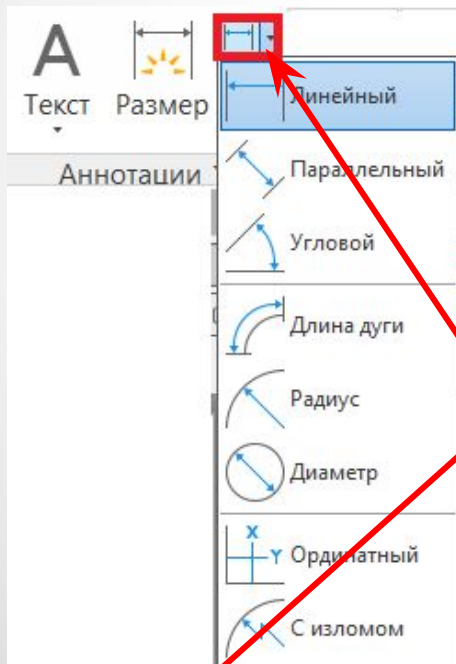 А
Текст Размер
Аннотации
Линейный
Параллельный
Угловой
Длина дуги
Радиус
Диаметр
X
Y
Ординатный
С изломом